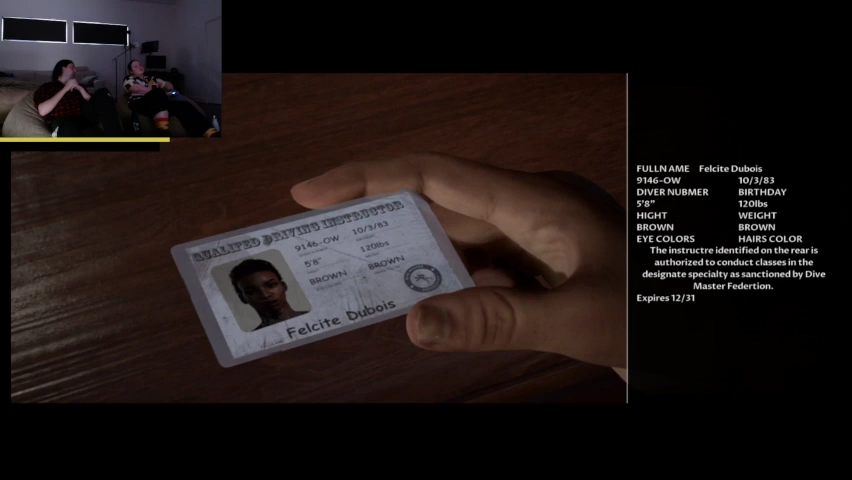 QUALIFED DRIVING INSTRUCTOR
9146-OW 10/3/83
5'8" 120lbs
BROWN BROWN
Felcite Dubois
FULLN AME Felcite Dubois
9146-OW 10/3/83
DIVER NUBMER BIRTHDAY
5'8" 120lbs
HIGHT WEIGHT
BROWN BROWN
EYE COLORS HAIRS COLOR
The instructre identified on the rear is
authorized to conduct classes in the
designate specialty as sanctioned by Dive
Master Federtion.
Expires 12/31